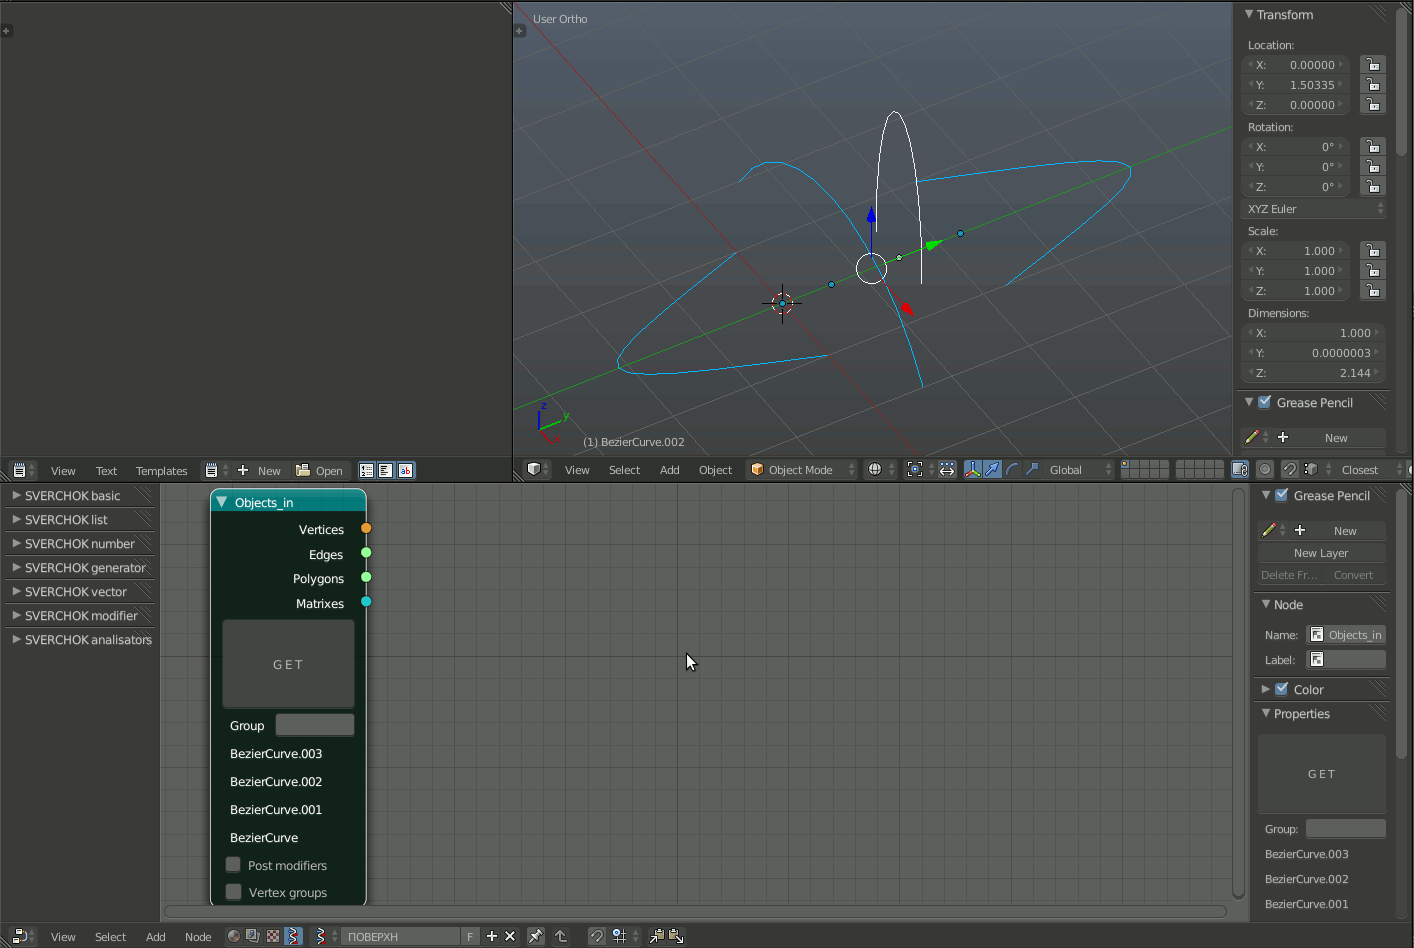 User Ortho
z
y
x
(1) BezierCurve.002
Transform
Location:
X: 0.00000
Y: 1.50335
Z: 0.00000
Rotation:
X: 0°
Y: 0°
Z: 0°
XYZ Euler
Scale:
X: 1.000
Y: 1.000
Z: 1.000
Dimensions:
X: 1.000
Y: 0.0000003
Z: 2.144
Grease Pencil
New
View Text Templates New Open ab
View Select Add Object Object Mode Global Closest
SVERCHOK basic
SVERCHOK list
SVERCHOK number
SVERCHOK generator
SVERCHOK vector
SVERCHOK modifier
SVERCHOK analisators
Objects_in
Vertices
Edges
Polygons
Matrixes
GET
Group
BezierCurve.003
BezierCurve.002
BezierCurve.001
BezierCurve
Post modifiers
Vertex groups
Grease Pencil
New
New Layer
Delete Fr... Convert
Node
Name: Objects_in
Label:
Color
Properties
GET
Group:
BezierCurve.003
BezierCurve.002
BezierCurve.001
View Select Add Node ПОВЕРХН F